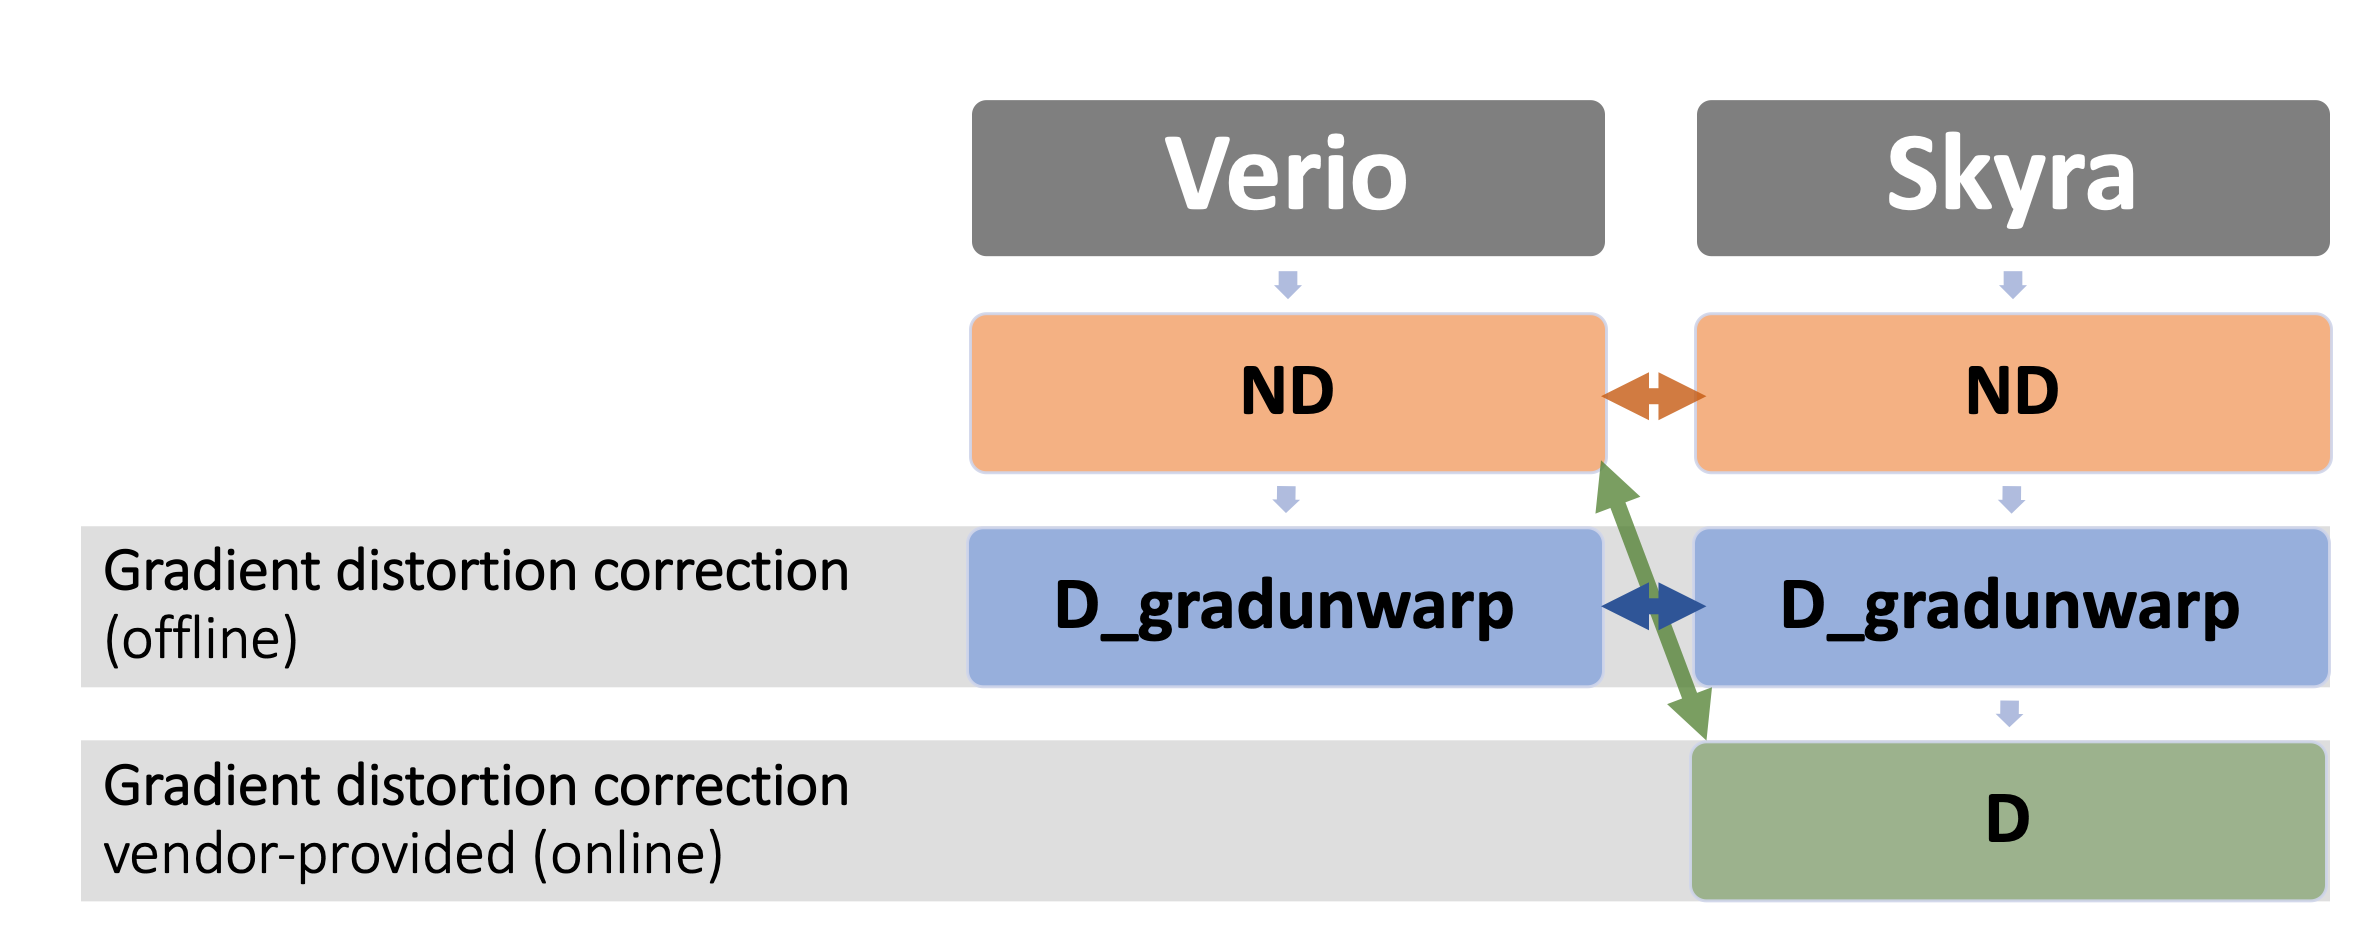 Verio
Skyra
ND
ND
Gradient distortion correction
(offline)
D_gradunwarp
D_gradunwarp
Gradient distortion correction
vendor-provided (online)
D